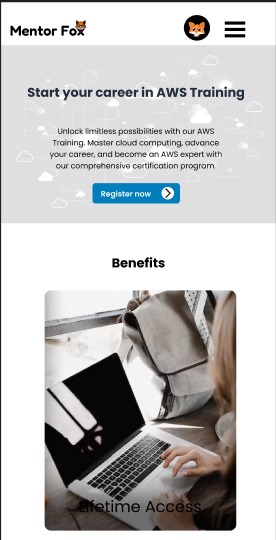 Mentor Fox
Start your career in AWS Training
Unlock limitless possibilities with our AWS
Training. Master cloud computing, advance
your career, and become an AWS expert with
our comprehensive certification program.
Register now
Benefits
Lifetime Access